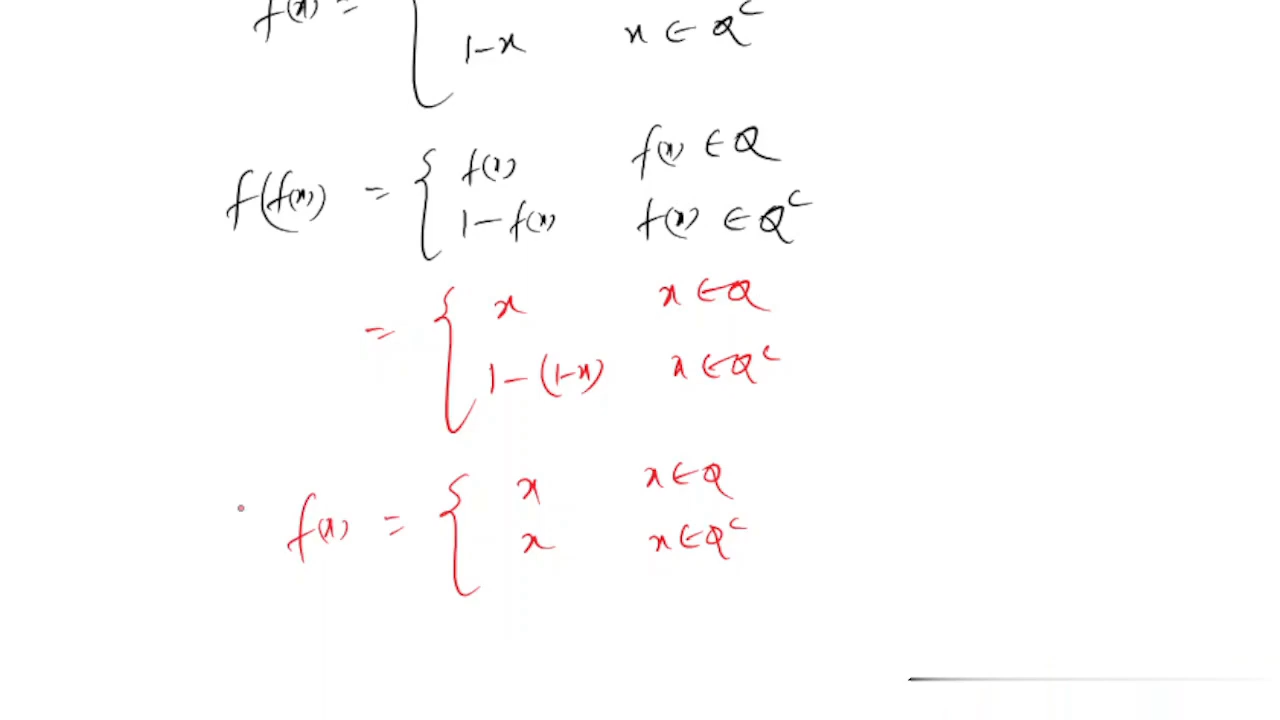 f(x) = {
1-x x ∈ Q^c
f(f(x)) = { f(x) f(x) ∈ Q
1-f(x) f(x) ∈ Q^c
= { x x ∈ Q
1-(1-x) x ∈ Q^c
f(x) = { x x ∈ Q
x x ∈ Q^c